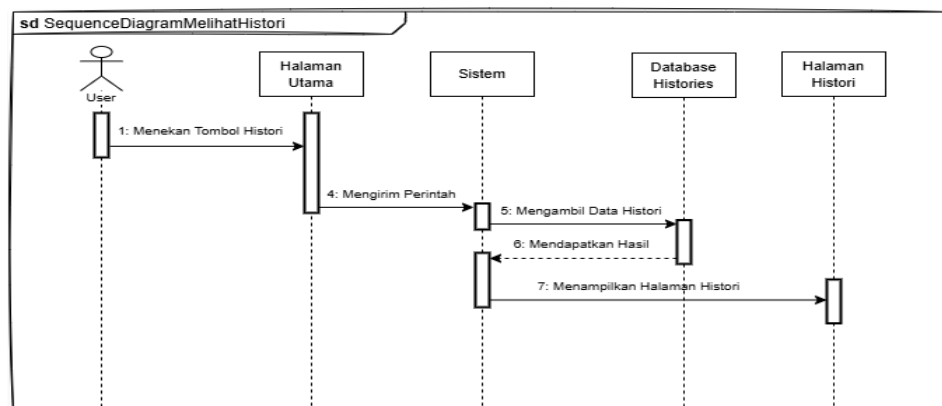 sd SequenceDiagramMelihatHistori
User
Halaman
Utama
Sistem
Database
Histories
Halaman
Histori
1: Menekan Tombol Histori
4: Mengirim Perintah
5: Mengambil Data Histori
6: Mendapatkan Hasil
7: Menampilkan Halaman Histori